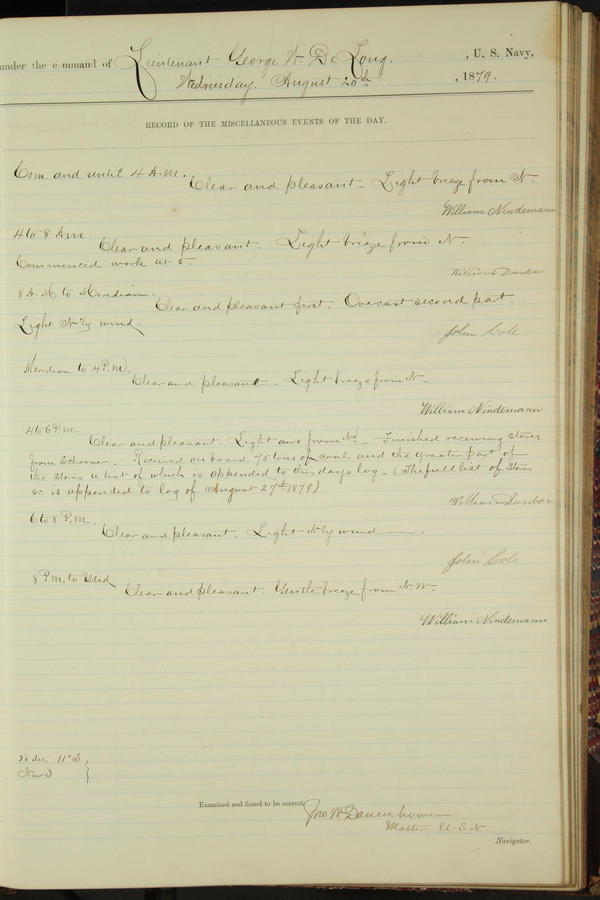 under the command of Lieutenant George W. De Long. , U. S. Navy,
Wednesday, August 20th , 1879.
RECORD OF THE MISCELLANEOUS EVENTS OF THE DAY.
Com. and until 4 A.M.
Clear and pleasant - Light breeze from N.
William Nindemann
4 to 8 A.M.
Clear and pleasant. Light breeze from N.
Commenced work at 5.
William Dunbar
8 A.M. to Meridian.
Clear and pleasant first. Overcast second part.
Light N'ly wind.
John Cole
Meridian to 4 P.M.
Clear and pleasant - Light breeze from N -
William Nindemann
4 to 6 P.M.
Clear and pleasant. Light airs from Nd - Finished receiving stores
from Schooner - Received on board 75 tons of coal and the greater part of
the stores a list of which is appended to this days log - (The full list of stores
&c is appended to log of August 27th 1879)
William Dunbar
6 to 8 P.M.
Clear and pleasant. Light N'ly wind
John Cole
8 P.M. to Mid
Clear and pleasant. Gentle breeze from N.W.
William Nindemann
Examined and found to be correct,
Jno W. Danenhower
Master U.S.N.
Navigator.